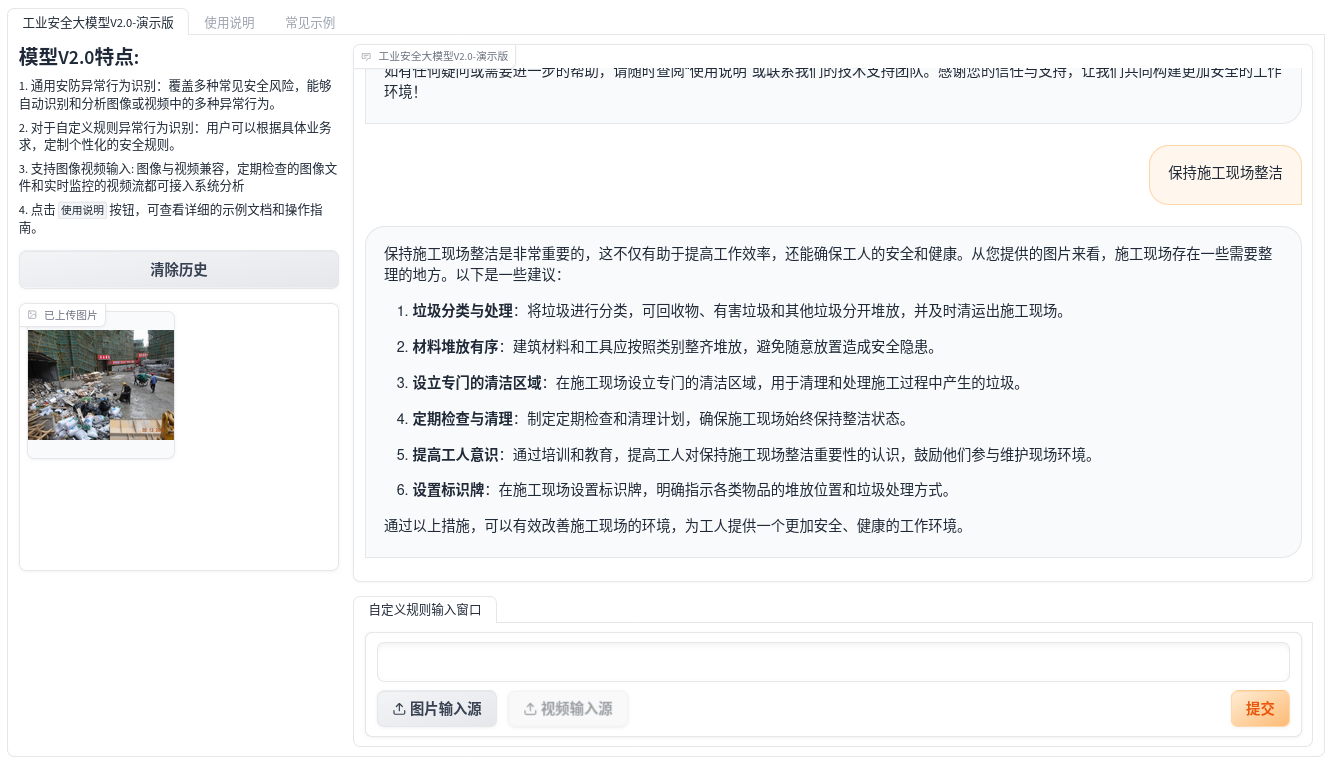 工业安全大模型V2.0-演示版
使用说明
常见示例
模型V2.0特点:
1. 通用安防异常行为识别：覆盖多种常见安全风险，能够
自动识别和分析图像或视频中的多种异常行为。
2. 对于自定义规则异常行为识别：用户可以根据具体业务
求，定制个性化的安全规则。
3. 支持图像视频输入: 图像与视频兼容，定期检查的图像文
件和实时监控的视频流都可接入系统分析
4. 点击 使用说明 按钮，可查看详细的示例文档和操作指
南。
清除历史
已上传图片
工业安全大模型V2.0-演示版
如有任何疑问或需要进一步的帮助，请随时查阅"使用说明"或联系我们的技术支持团队。感谢您的信任与支持，让我们共同构建更加安全的工作
环境！
保持施工现场整洁
保持施工现场整洁是非常重要的，这不仅有助于提高工作效率，还能确保工人的安全和健康。从您提供的图片来看，施工现场存在一些需要整
理的地方。以下是一些建议：
1. 垃圾分类与处理：将垃圾进行分类，可回收物、有害垃圾和其他垃圾分开堆放，并及时清运出施工现场。
2. 材料堆放有序：建筑材料和工具应按照类别整齐堆放，避免随意放置造成安全隐患。
3. 设立专门的清洁区域：在施工现场设立专门的清洁区域，用于清理和处理施工过程中产生的垃圾。
4. 定期检查与清理：制定定期检查和清理计划，确保施工现场始终保持整洁状态。
5. 提高工人意识：通过培训和教育，提高工人对保持施工现场整洁重要性的认识，鼓励他们参与维护现场环境。
6. 设置标识牌：在施工现场设置标识牌，明确指示各类物品的堆放位置和垃圾处理方式。
通过以上措施，可以有效改善施工现场的环境，为工人提供一个更加安全、健康的工作环境。
自定义规则输入窗口
图片输入源
视频输入源
提交